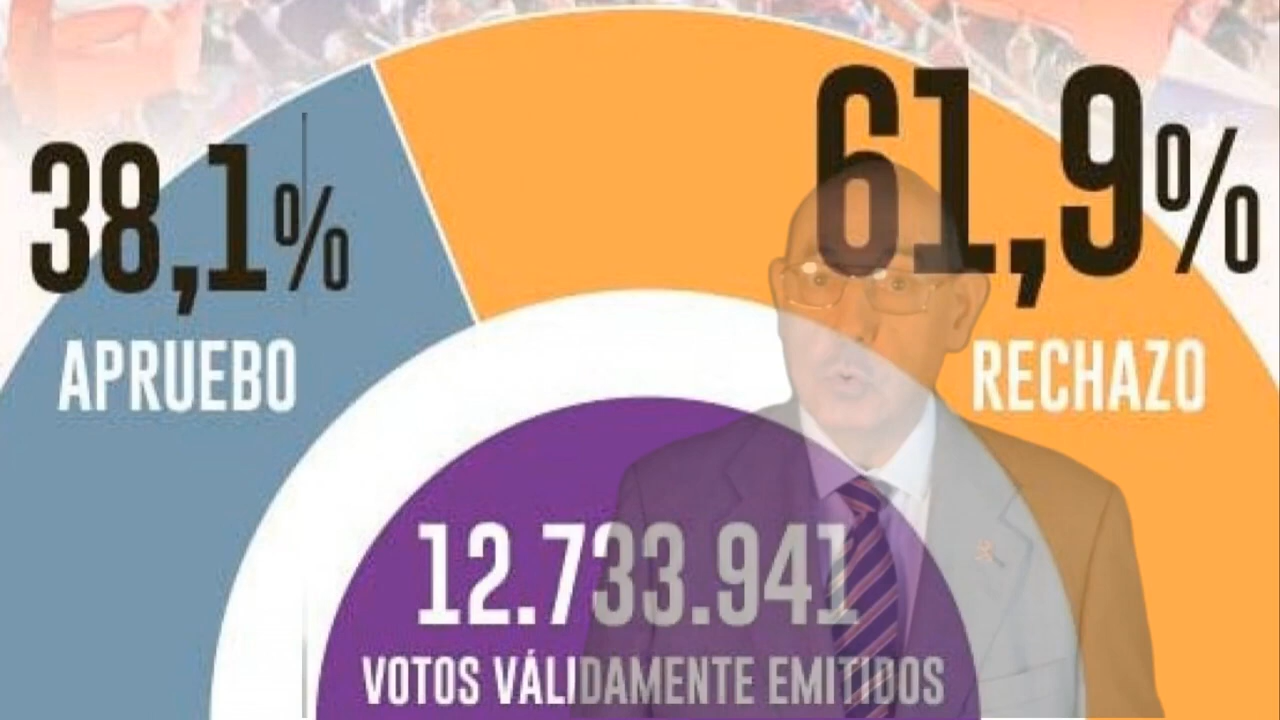 38,1%
APRUEBO
61,9%
RECHAZO
12.733.941
VOTOS VÁLIDAMENTE EMITIDOS